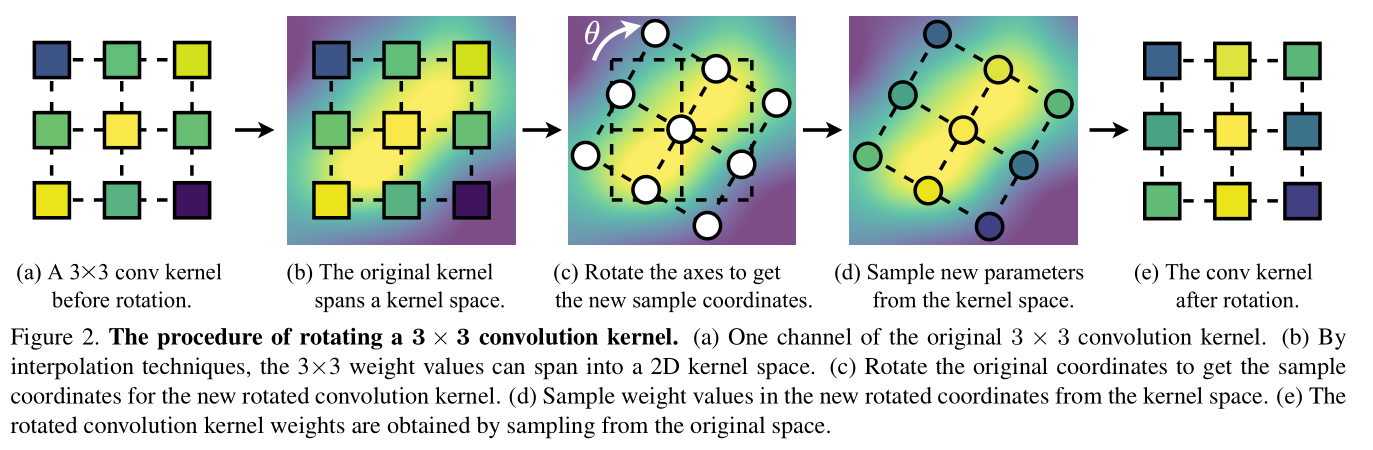 θ
(a) A 3×3 conv kernel
before rotation.
(b) The original kernel
spans a kernel space.
(c) Rotate the axes to get
the new sample coordinates.
(d) Sample new parameters
from the kernel space.
(e) The conv kernel
after rotation.
Figure 2. The procedure of rotating a 3 × 3 convolution kernel. (a) One channel of the original 3 × 3 convolution kernel. (b) By
interpolation techniques, the 3×3 weight values can span into a 2D kernel space. (c) Rotate the original coordinates to get the sample
coordinates for the new rotated convolution kernel. (d) Sample weight values in the new rotated coordinates from the kernel space. (e) The
rotated convolution kernel weights are obtained by sampling from the original space.